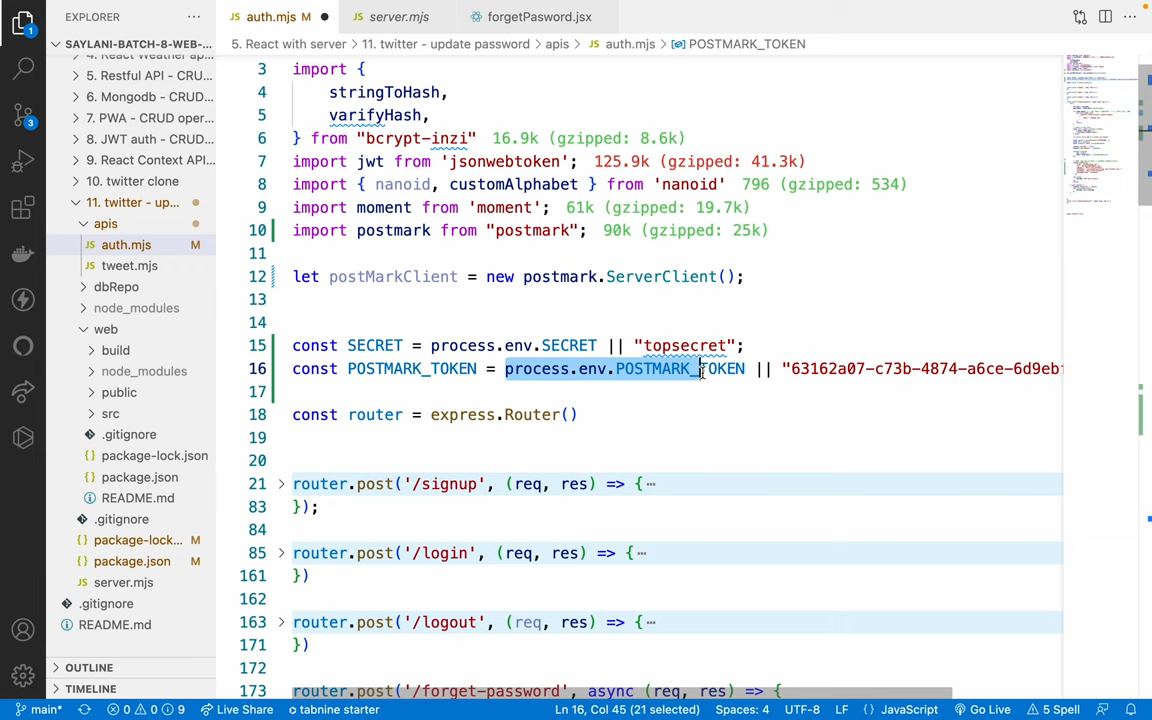 EXPLORER ...
SAYLANI-BATCH-8-WEB-...
4. React Weather ap...
5. Restful API - CRU...
6. Mongodb - CRUD...
7. PWA - CRUD oper...
8. JWT auth - CRUD...
9. React Context API...
10. twitter clone
11. twitter - up...
apis
JS auth.mjs M
JS tweet.mjs
dbRepo
node_modules
web
build
node_modules
public
src
.gitignore
{} package-lock.json
{} package.json
README.md
.gitignore
{} package-lock... M
{} package.json M
JS server.mjs
.gitignore
README.md
OUTLINE
TIMELINE
1
3
JS auth.mjs M
JS server.mjs
forgetPasword.jsx
5. React with server > 11. twitter - update password > apis > JS auth.mjs > POSTMARK_TOKEN
3 import {
4 stringToHash,
5 varifyHash,
6 } from "bcrypt-inzi" 16.9k (gzipped: 8.6k)
7 import jwt from 'jsonwebtoken'; 125.9k (gzipped: 41.3k)
8 import { nanoid, customAlphabet } from 'nanoid' 796 (gzipped: 534)
9 import moment from 'moment'; 61k (gzipped: 19.7k)
10 import postmark from "postmark"; 90k (gzipped: 25k)
11
12 let postMarkClient = new postmark.ServerClient();
13
14
15 const SECRET = process.env.SECRET || "topsecret";
16 const POSTMARK_TOKEN = process.env.POSTMARK_TOKEN || "63162a07-c73b-4874-a6ce-6d9eb
17
18 const router = express.Router()
19
20
21 router.post('/signup', (req, res) => {...
83 });
84
85 router.post('/login', (req, res) => {...
161 })
162
163 router.post('/logout', (req, res) => {...
171 })
172
173 router.post('/forget-password', async (req, res) => {
main* 0 0 9 Live Share tabnine starter Ln 16, Col 45 (21 selected) Spaces: 4 UTF-8 LF {} JavaScript Go Live 5 Spell